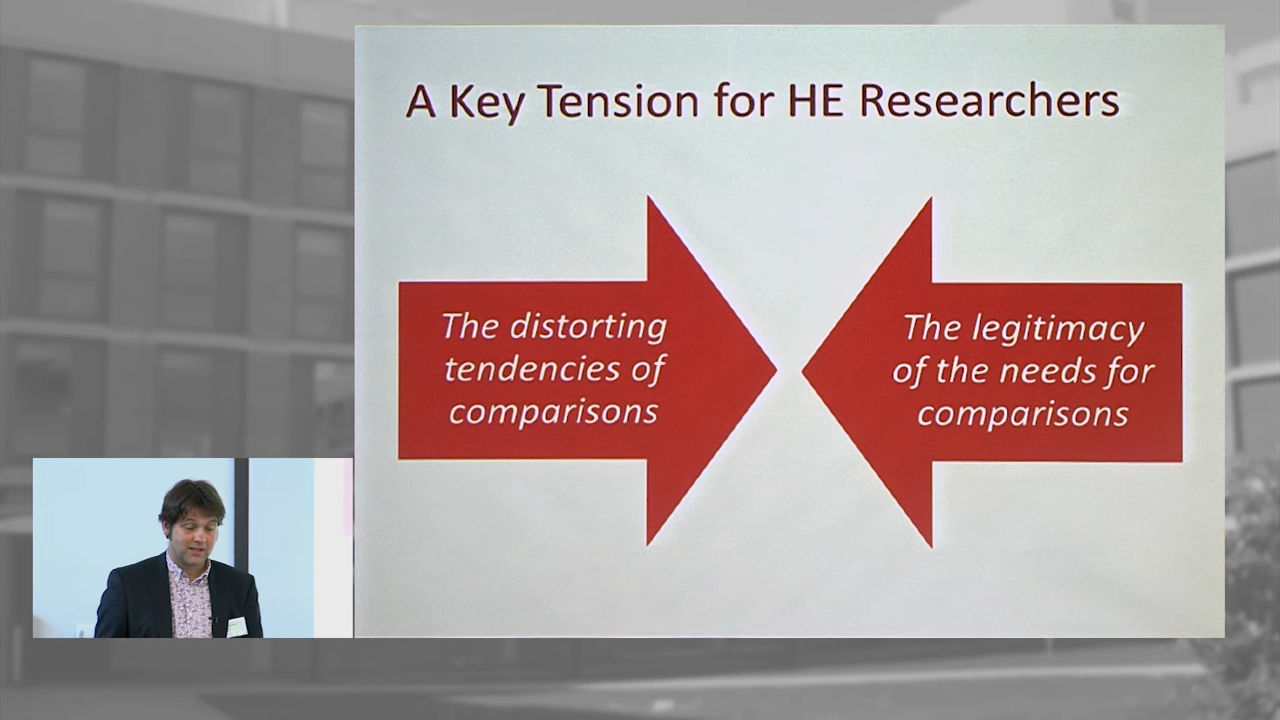 A Key Tension for HE Researchers
The distorting
tendencies of
comparisons
The legitimacy
of the needs for
comparisons